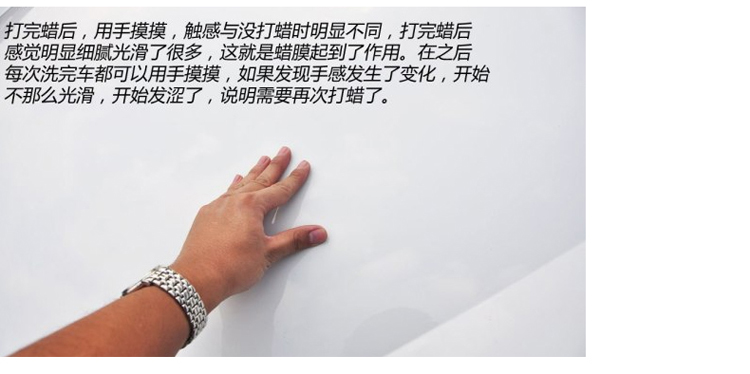 打完蜡后，用手摸摸，触感与没打蜡时明显不同，打完蜡后
感觉明显细腻光滑了很多，这就是蜡膜起到了作用。在之后
每次洗完车都可以用手摸摸，如果发现手感发生了变化，开始
不那么光滑，开始发涩了，说明需要再次打蜡了。